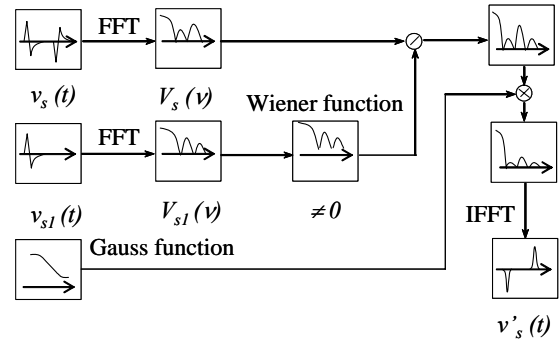 FFT
v_s (t)
V_s (ν)
Wiener function
FFT
v_s1 (t)
V_s1 (ν)
≠0
Gauss function
IFFT
v'_s (t)